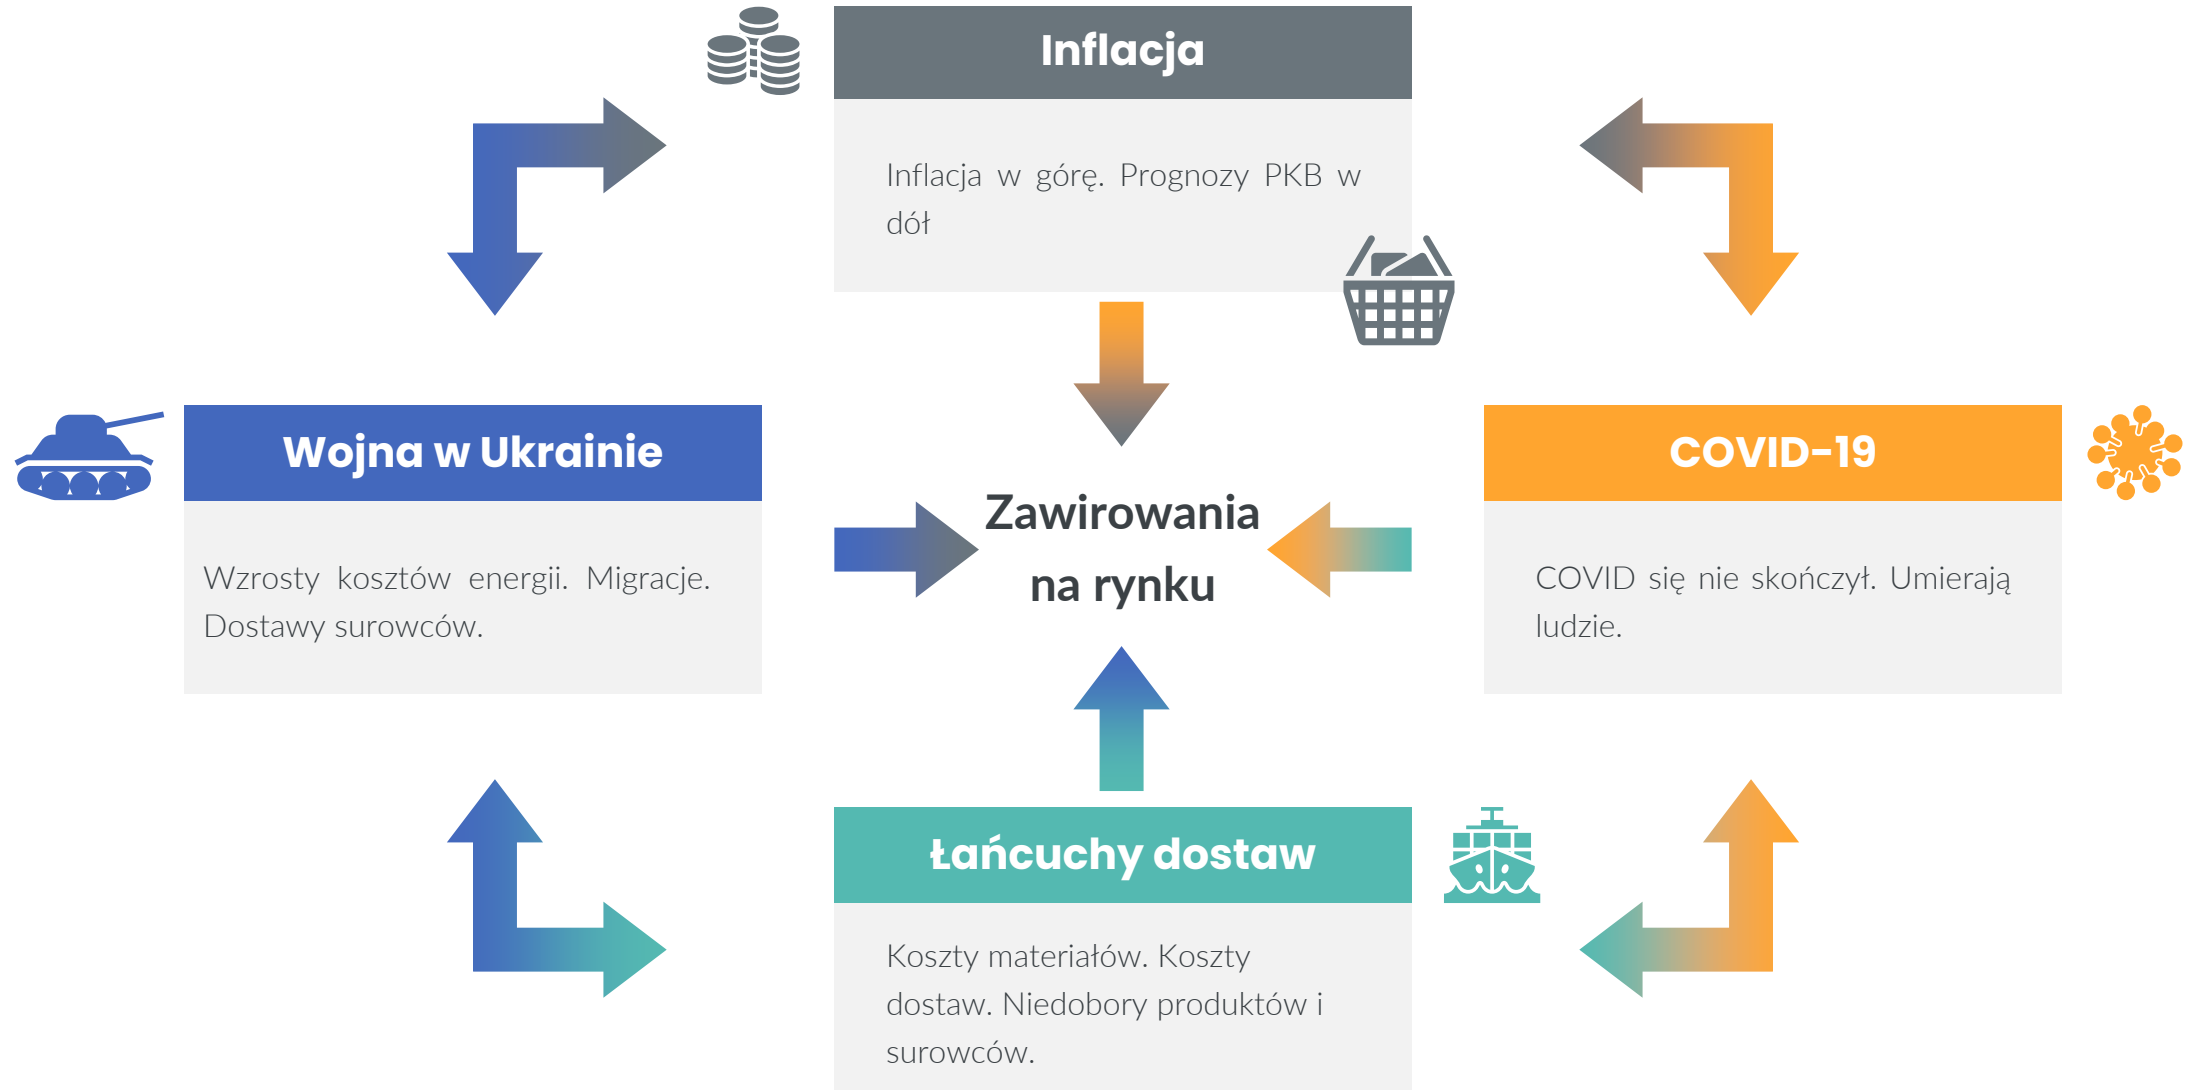 Inflacja
Inflacja w górę. Prognozy PKB w
dół
Wojna w Ukrainie
Wzrosty kosztów energii. Migracje.
Dostawy surowców.
Zawirowania
na rynku
COVID-19
COVID się nie skończył. Umierają
ludzie.
Łańcuchy dostaw
Koszty materiałów. Koszty
dostaw. Niedobory produktów i
surowców.